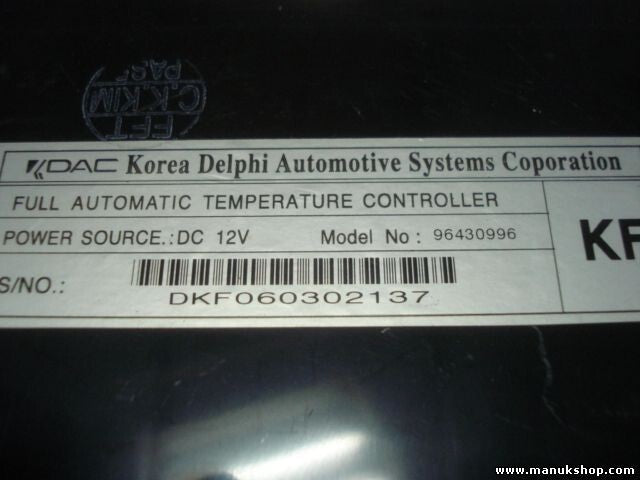 PASS
C.K.KIM
EFT
KDAC Korea Delphi Automotive Systems Coporation
FULL AUTOMATIC TEMPERATURE CONTROLLER
POWER SOURCE.:DC 12V Model No : 96430996
KF
S/NO.:
DKF060302137
www.manukshop.com